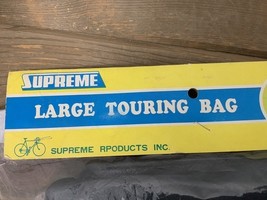 SUPREME
LARGE TOURING BAG
SUPREME RPODUCTS INC.